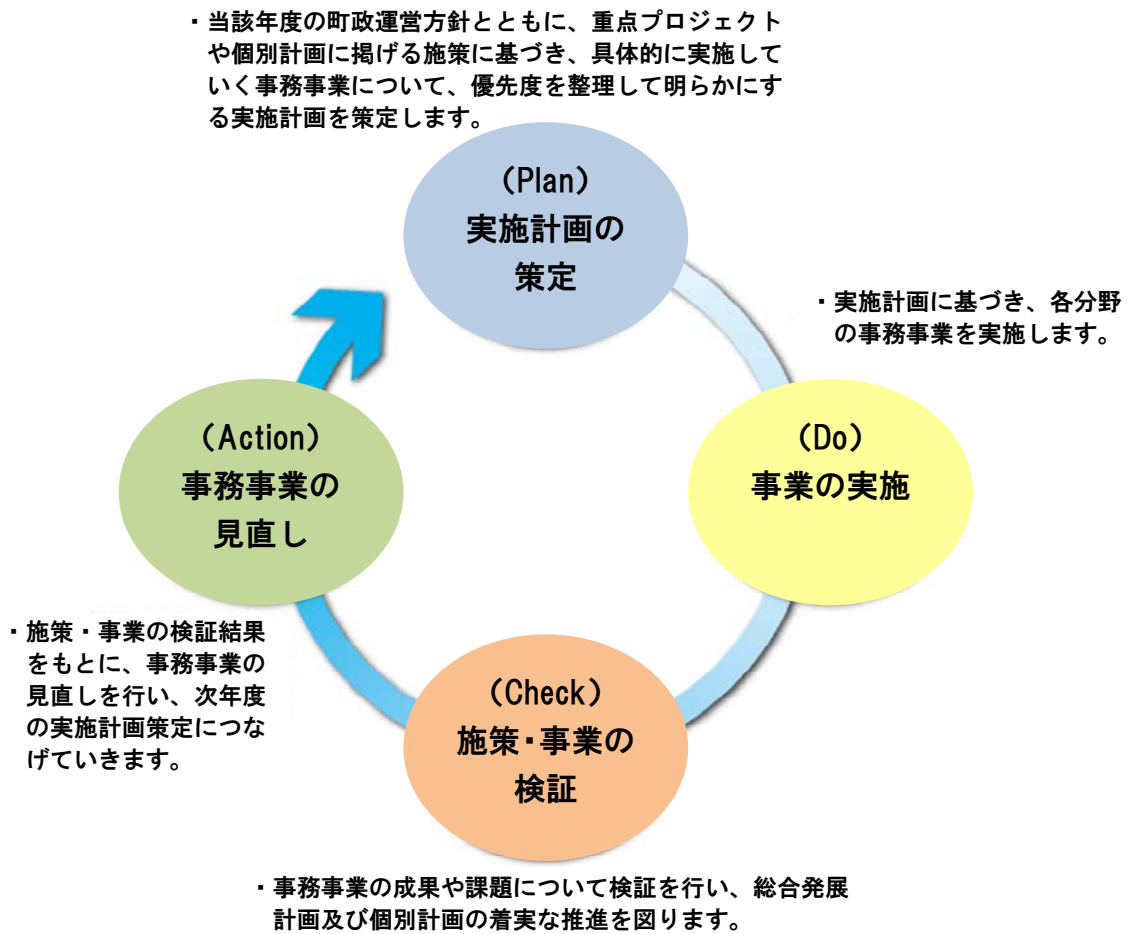 ・当該年度の町政運営方針とともに、重点プロジェクト
や個別計画に掲げる施策に基づき、具体的に実施して
いく事務事業について、優先度を整理して明らかにす
る実施計画を策定します。
（Plan）
実施計画の
策定
・実施計画に基づき、各分野
の事務事業を実施します。
（Do）
事業の実施
（Action）
事務事業の
見直し
・施策・事業の検証結果
をもとに、事務事業の
見直しを行い、次年度
の実施計画策定につな
げていきます。
（Check）
施策・事業の
検証
・事務事業の成果や課題について検証を行い、総合発展
計画及び個別計画の着実な推進を図ります。